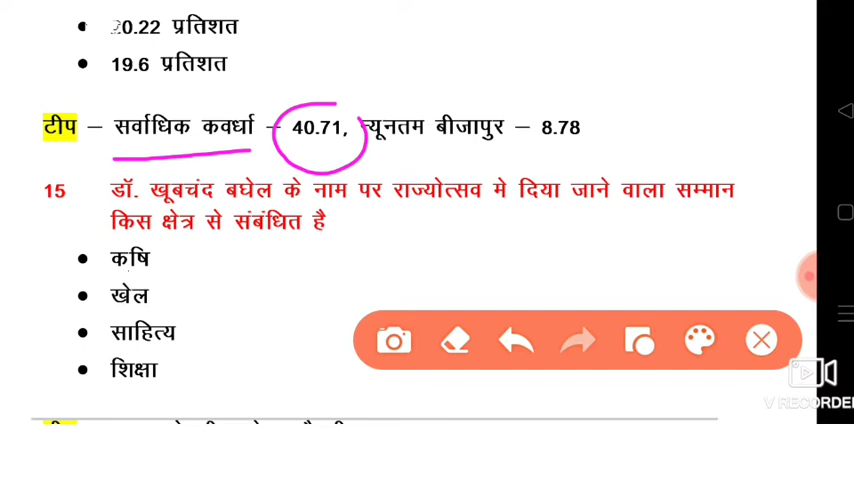 20.22 प्रतिशत
19.6 प्रतिशत
टीप – सर्वाधिक कवर्धा – 40.71, न्यूनतम बीजापुर – 8.78
15 डॉ. खूबचंद बघेल के नाम पर राज्योत्सव मे दिया जाने वाला सम्मान
किस क्षेत्र से संबंधित है
कृषि
खेल
साहित्य
शिक्षा
V RECORDER